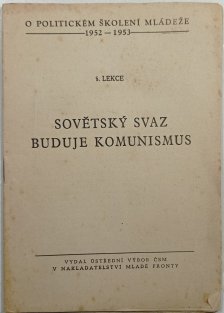 O POLITICKÉM ŠKOLENÍ MLÁDEŽE
1952 — 1953
5. LEKCE
SOVĚTSKÝ SVAZ
BUDUJE KOMUNISMUS
VYDAL ÚSTŘEDNÍ VÝBOR ČSM
V NAKLADATELSTVÍ MLADÉ FRONTY